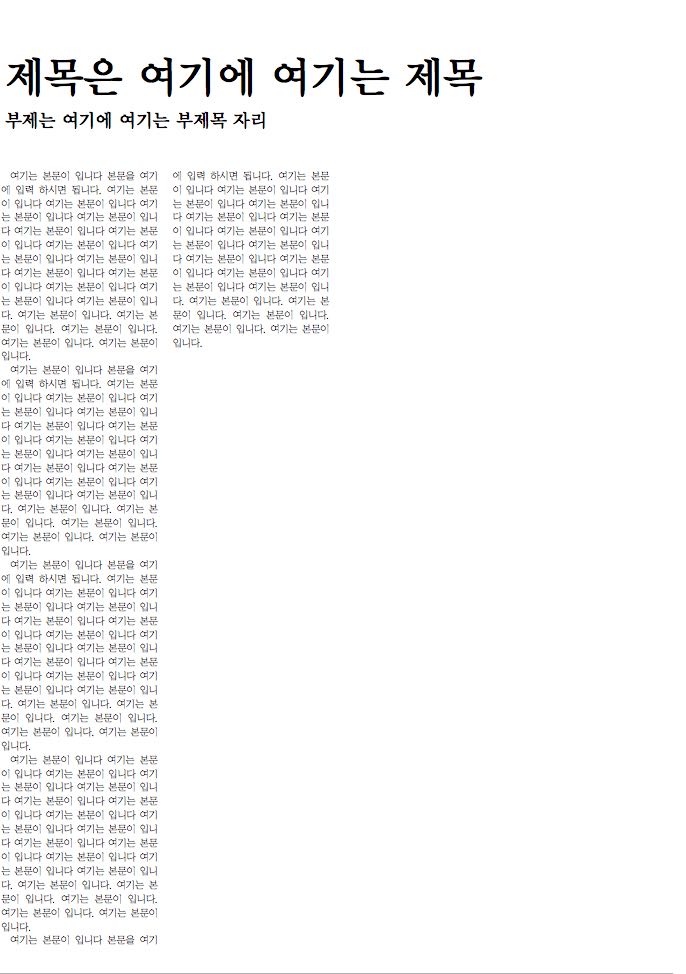 제목은 여기에 여기는 제목
부제는 여기에 여기는 부제목 자리
여기는 본문이 입니다 본문을 여기
에 입력 하시면 됩니다. 여기는 본문
이 입니다 여기는 본문이 입니다 여기
는 본문이 입니다 여기는 본문이 입니
다 여기는 본문이 입니다 여기는 본문
이 입니다 여기는 본문이 입니다 여기
는 본문이 입니다 여기는 본문이 입니
다 여기는 본문이 입니다 여기는 본문
이 입니다 여기는 본문이 입니다 여기
는 본문이 입니다 여기는 본문이 입니
다. 여기는 본문이 입니다. 여기는 본
문이 입니다. 여기는 본문이 입니다.
여기는 본문이 입니다. 여기는 본문이
입니다.
여기는 본문이 입니다 본문을 여기
에 입력 하시면 됩니다. 여기는 본문
이 입니다 여기는 본문이 입니다 여기
는 본문이 입니다 여기는 본문이 입니
다 여기는 본문이 입니다 여기는 본문
이 입니다 여기는 본문이 입니다 여기
는 본문이 입니다 여기는 본문이 입니
다 여기는 본문이 입니다 여기는 본문
이 입니다 여기는 본문이 입니다 여기
는 본문이 입니다 여기는 본문이 입니
다. 여기는 본문이 입니다. 여기는 본
문이 입니다. 여기는 본문이 입니다.
여기는 본문이 입니다. 여기는 본문이
입니다.
여기는 본문이 입니다 본문을 여기
에 입력 하시면 됩니다. 여기는 본문
이 입니다 여기는 본문이 입니다 여기
는 본문이 입니다 여기는 본문이 입니
다 여기는 본문이 입니다 여기는 본문
이 입니다 여기는 본문이 입니다 여기
는 본문이 입니다 여기는 본문이 입니
다 여기는 본문이 입니다 여기는 본문
이 입니다 여기는 본문이 입니다 여기
는 본문이 입니다 여기는 본문이 입니
다. 여기는 본문이 입니다. 여기는 본
문이 입니다. 여기는 본문이 입니다.
여기는 본문이 입니다. 여기는 본문이
입니다.
여기는 본문이 입니다 여기는 본문
이 입니다 여기는 본문이 입니다 여기
는 본문이 입니다 여기는 본문이 입니
다 여기는 본문이 입니다 여기는 본문
이 입니다 여기는 본문이 입니다 여기
는 본문이 입니다 여기는 본문이 입니
다 여기는 본문이 입니다 여기는 본문
이 입니다 여기는 본문이 입니다 여기
는 본문이 입니다 여기는 본문이 입니
다. 여기는 본문이 입니다. 여기는 본
문이 입니다. 여기는 본문이 입니다.
여기는 본문이 입니다. 여기는 본문이
입니다.
여기는 본문이 입니다 본문을 여기
에 입력 하시면 됩니다. 여기는 본문
이 입니다 여기는 본문이 입니다 여기
는 본문이 입니다 여기는 본문이 입니
다 여기는 본문이 입니다 여기는 본문
이 입니다 여기는 본문이 입니다 여기
는 본문이 입니다 여기는 본문이 입니
다 여기는 본문이 입니다 여기는 본문
이 입니다 여기는 본문이 입니다 여기
는 본문이 입니다 여기는 본문이 입니
다. 여기는 본문이 입니다. 여기는 본
문이 입니다. 여기는 본문이 입니다.
여기는 본문이 입니다. 여기는 본문이
입니다.